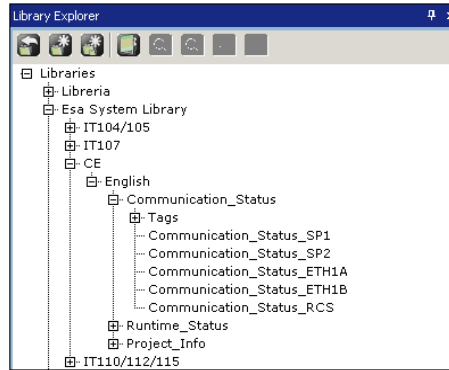 Library Explorer
Libraries
Libreria
Esa System Library
IT104/105
IT107
CE
English
Communication_Status
Tags
Communication_Status_SP1
Communication_Status_SP2
Communication_Status_ETH1A
Communication_Status_ETH1B
Communication_Status_RCS
Runtime_Status
Project_Info
IT110/112/115